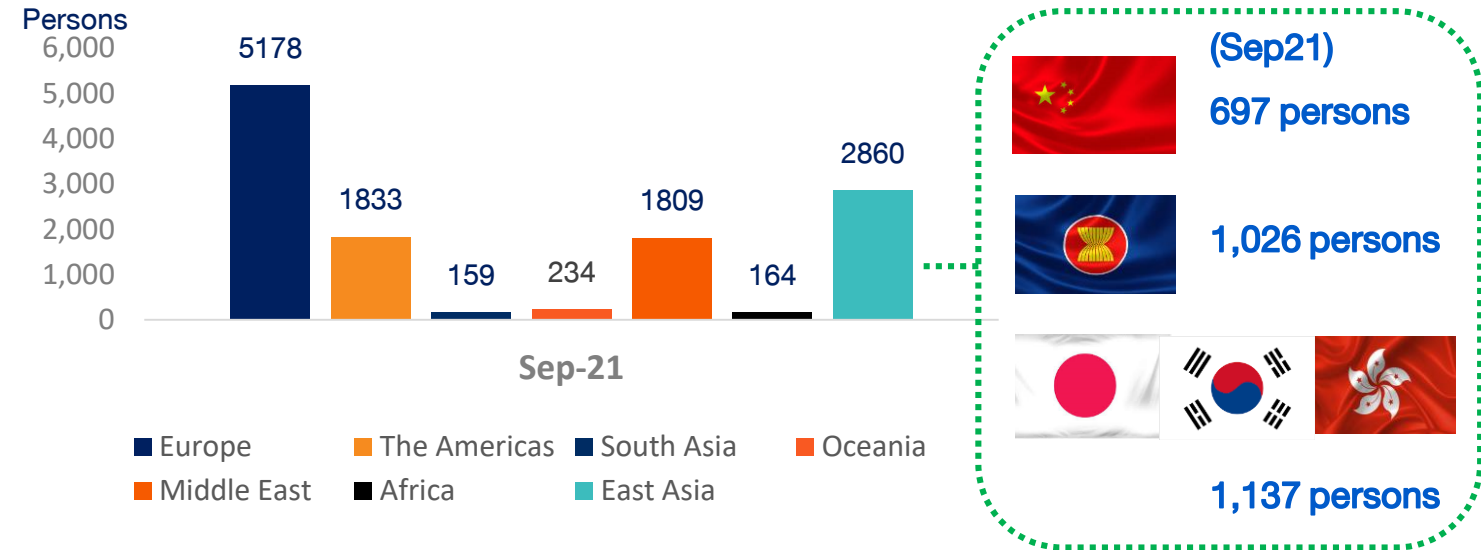 Persons
6,000
5,000
4,000
3,000
2,000
1,000
0
5178
1833
159
234
1809
164
2860
Sep-21
Europe
The Americas
South Asia
Oceania
Middle East
Africa
East Asia
(Sep21)
697 persons
1,026 persons
1,137 persons